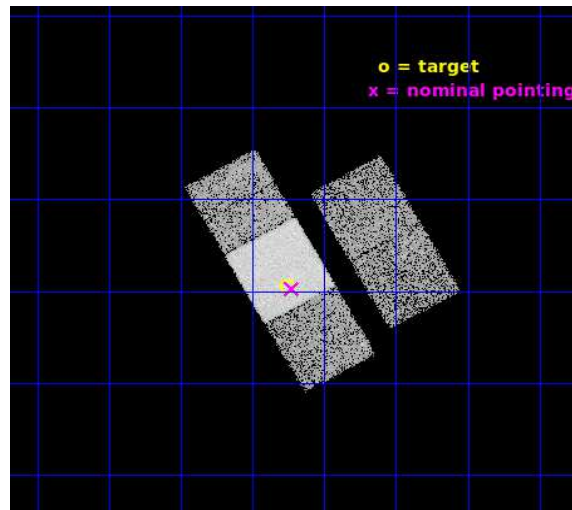 o = target
x = nominal pointing